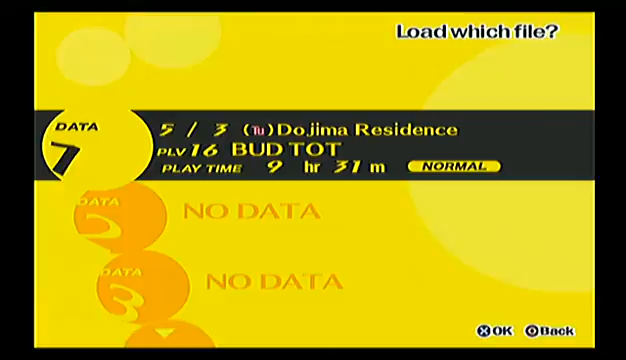 Load which file?
DATA 1
5 / 3 (Tu) Dojima Residence
PLV 16 BUD TOT
PLAY TIME 9 hr 31 m NORMAL
DATA 2
NO DATA
DATA 3
NO DATA
OK Back